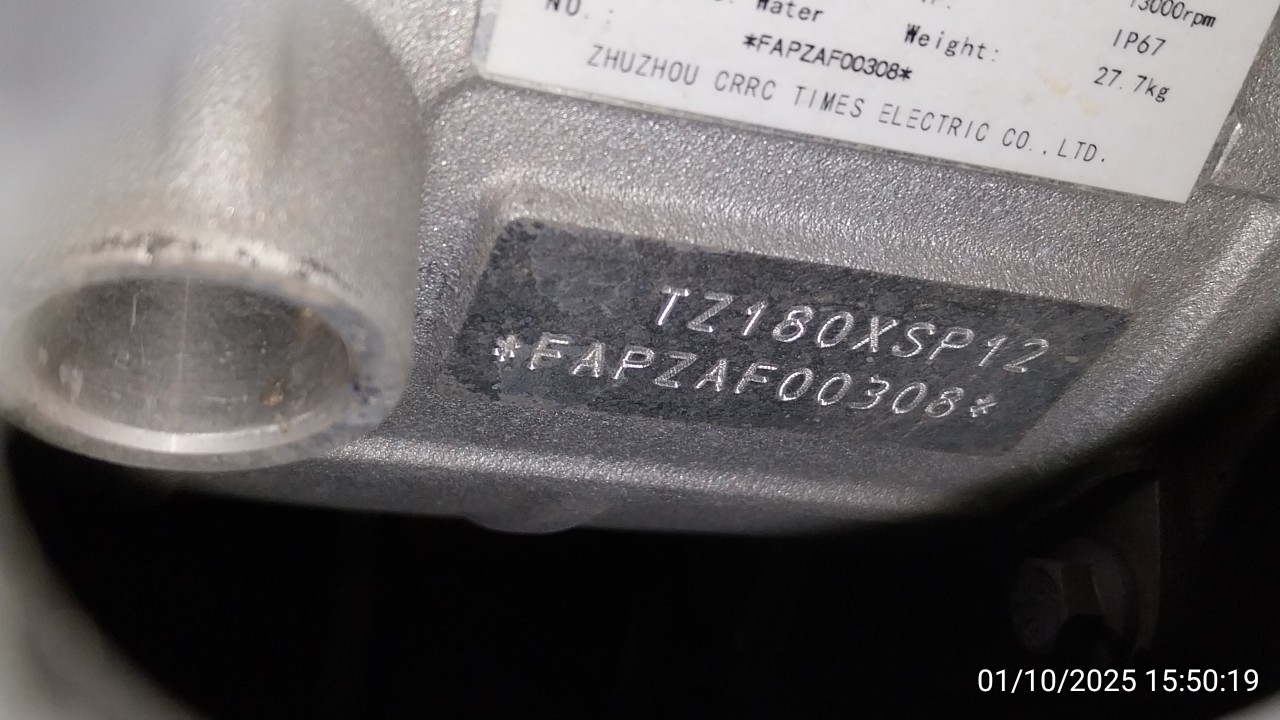 13000rpm
Water
IP67
NO.:
Weight:
27.7kg
*FAPZAF00308*
ZHUZHOU CRRC TIMES ELECTRIC CO.,LTD.
TZ180XSP12
*FAPZAF00308*
01/10/2025 15:50:19